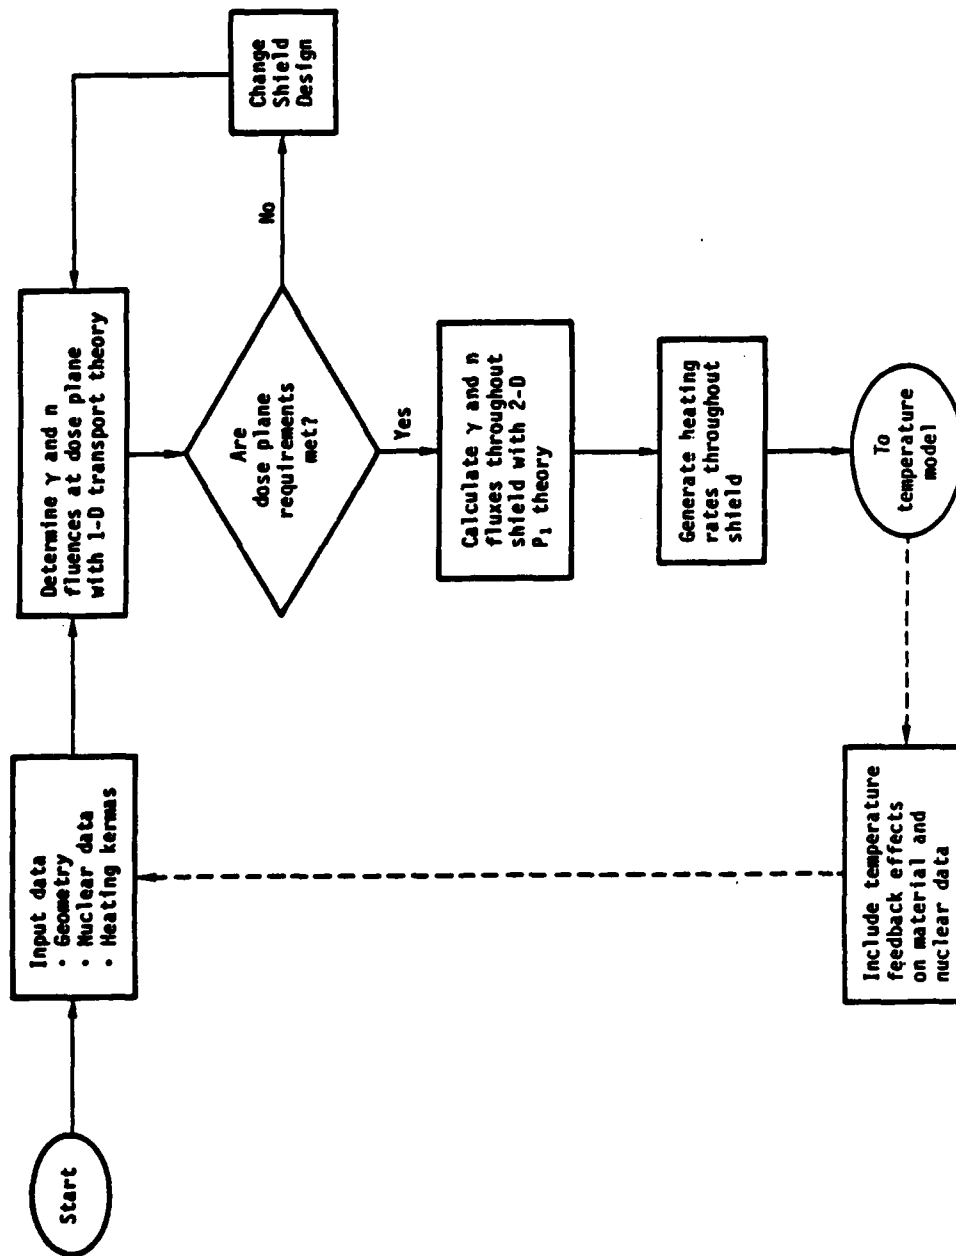 Start
Input data
• Geometry
• Nuclear data
• Heating kermas
Determine γ and n
fluences at dose plane
with 1-D transport theory
Are
dose plane
requirements
met?
No
Change
Shield
Design
Yes
Calculate γ and n
fluxes throughout
shield with 2-D
P₁ theory
Generate heating
rates throughout
shield
To
temperature
model
Include temperature
feedback effects
on material and
nuclear data